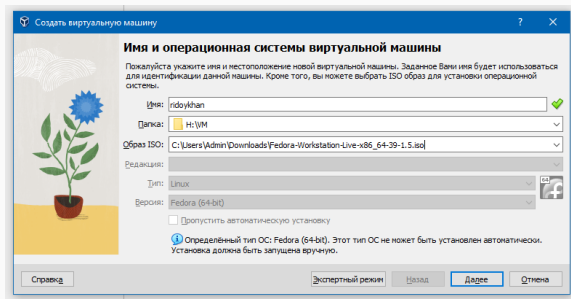 Создать виртуальную машину
Имя и операционная системы виртуальной машины
Пожалуйста укажите имя и местоположение новой виртуальной машины. Заданное Вами имя будет использоваться
для идентификации данной машины. Кроме того, вы можете выбрать ISO образ для установки операционной
системы.
Имя: ridoykhan
Папка: H:\VM
Образ ISO: C:\Users\Admin\Downloads\Fedora-Workstation-Live-x86_64-39-1.5.iso
Редакция:
Тип: Linux
64
Версия: Fedora (64-bit)
Пропустить автоматическую установку
Определённый тип ОС: Fedora (64-bit). Этот тип ОС не может быть установлен автоматически.
Установка должна быть запущена вручную.
Справка Экспертный режим Назад Далее Отмена